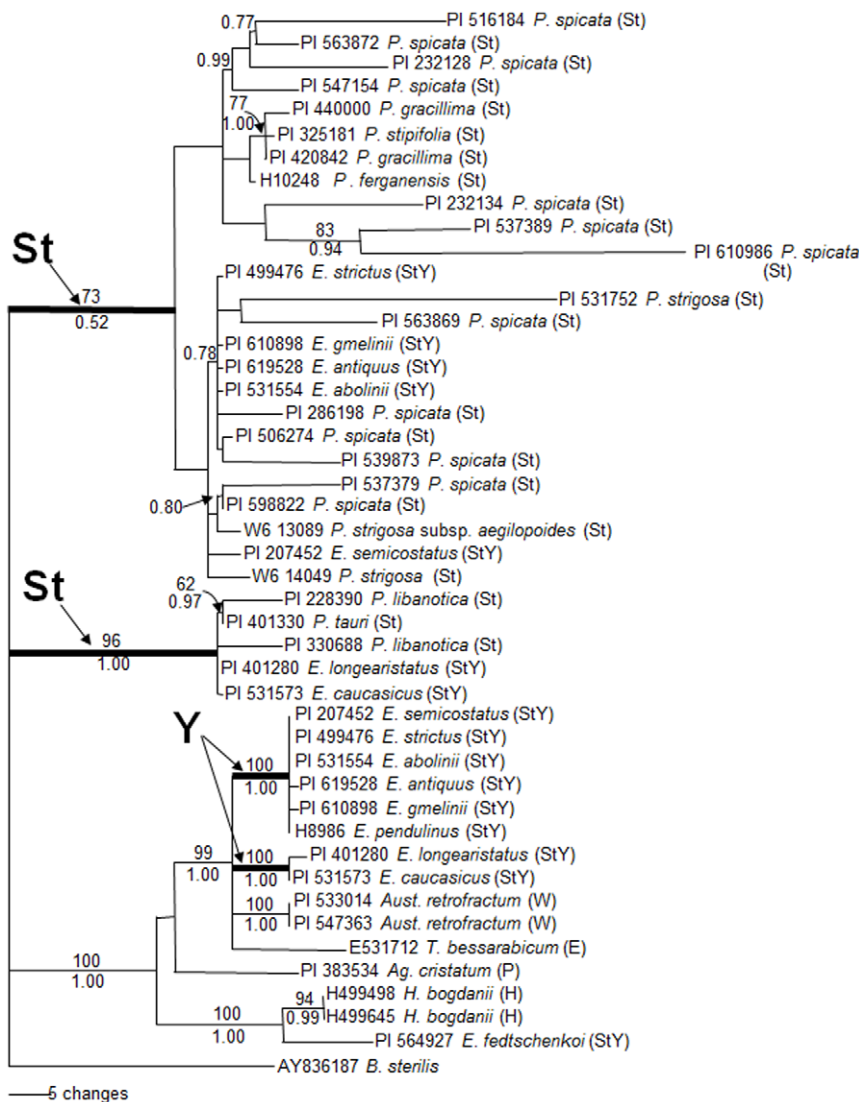 0.77
PI 516184 P. spicata (St)
PI 563872 P. spicata (St)
PI 232128 P. spicata (St)
0.99
PI 547154 P. spicata (St)
77
1.00
PI 440000 P. gracillima (St)
PI 325181 P. stipifolia (St)
PI 420842 P. gracillima (St)
H10248 P. ferganensis (St)
PI 232134 P. spicata (St)
83
0.94
PI 537389 P. spicata (St)
PI 610986 P. spicata
(St)
St
73
0.52
PI 499476 E. strictus (StY)
PI 531752 P. strigosa (St)
PI 563869 P. spicata (St)
0.78
PI 610898 E. gmelinii (StY)
PI 619528 E. antiquus (StY)
PI 531554 E. abolinii (StY)
PI 286198 P. spicata (St)
PI 506274 P. spicata (St)
PI 539873 P. spicata (St)
PI 537379 P. spicata (St)
0.80
PI 598822 P. spicata (St)
W6 13089 P. strigosa subsp. aegilopoides (St)
PI 207452 E. semicostatus (StY)
W6 14049 P. strigosa (St)
St
62
0.97
PI 228390 P. libanotica (St)
PI 401330 P. tauri (St)
96
1.00
PI 330688 P. libanotica (St)
PI 401280 E. longearistatus (StY)
PI 531573 E. caucasicus (StY)
Y
PI 207452 E. semicostatus (StY)
PI 499476 E. strictus (StY)
100
1.00
PI 531554 E. abolinii (StY)
PI 619528 E. antiquus (StY)
PI 610898 E. gmelinii (StY)
H8986 E. pendulinus (StY)
99
1.00
100
1.00
PI 401280 E. longearistatus (StY)
PI 531573 E. caucasicus (StY)
100
1.00
PI 533014 Aust. retrofractum (W)
PI 547363 Aust. retrofractum (W)
E531712 T. bessarabicum (E)
100
1.00
PI 383534 Ag. cristatum (P)
94
0.99
H499498 H. bogdanii (H)
H499645 H. bogdanii (H)
100
1.00
PI 564927 E. fedtschenkoi (StY)
AY836187 B. sterilis
5 changes